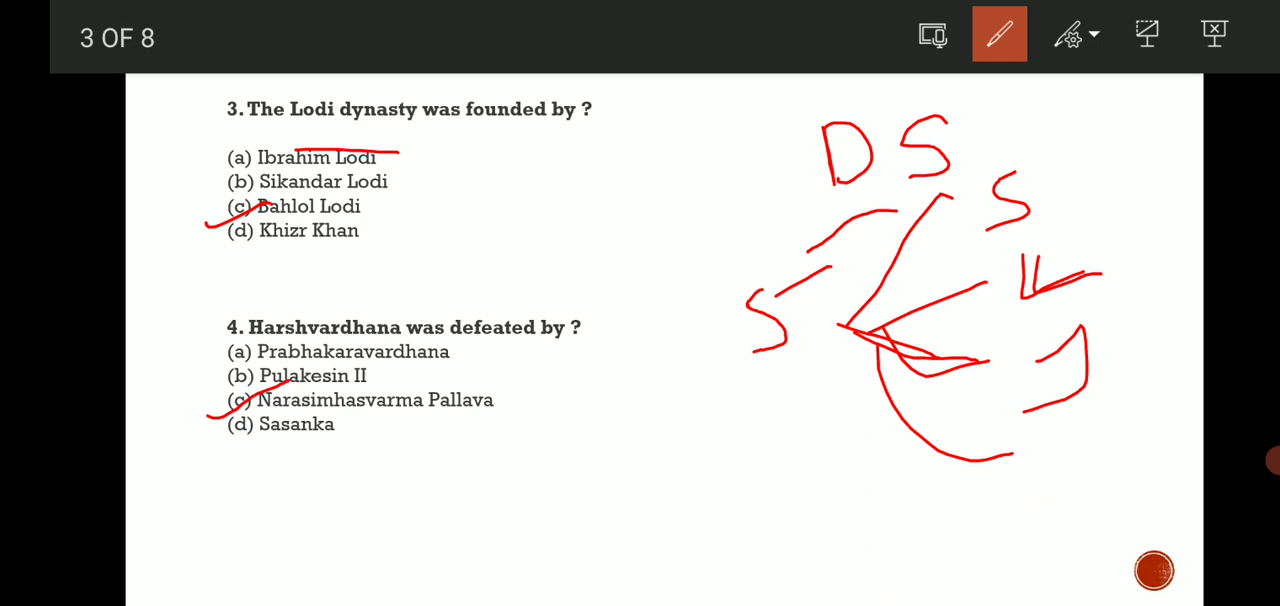 3 OF 8
3. The Lodi dynasty was founded by ?
(a) Ibrahim Lodi
(b) Sikandar Lodi
(c) Bahlol Lodi
(d) Khizr Khan
4. Harshvardhana was defeated by ?
(a) Prabhakaravardhana
(b) Pulakesin II
(c) Narasimhasvarma Pallava
(d) Sasanka
D S
S
S